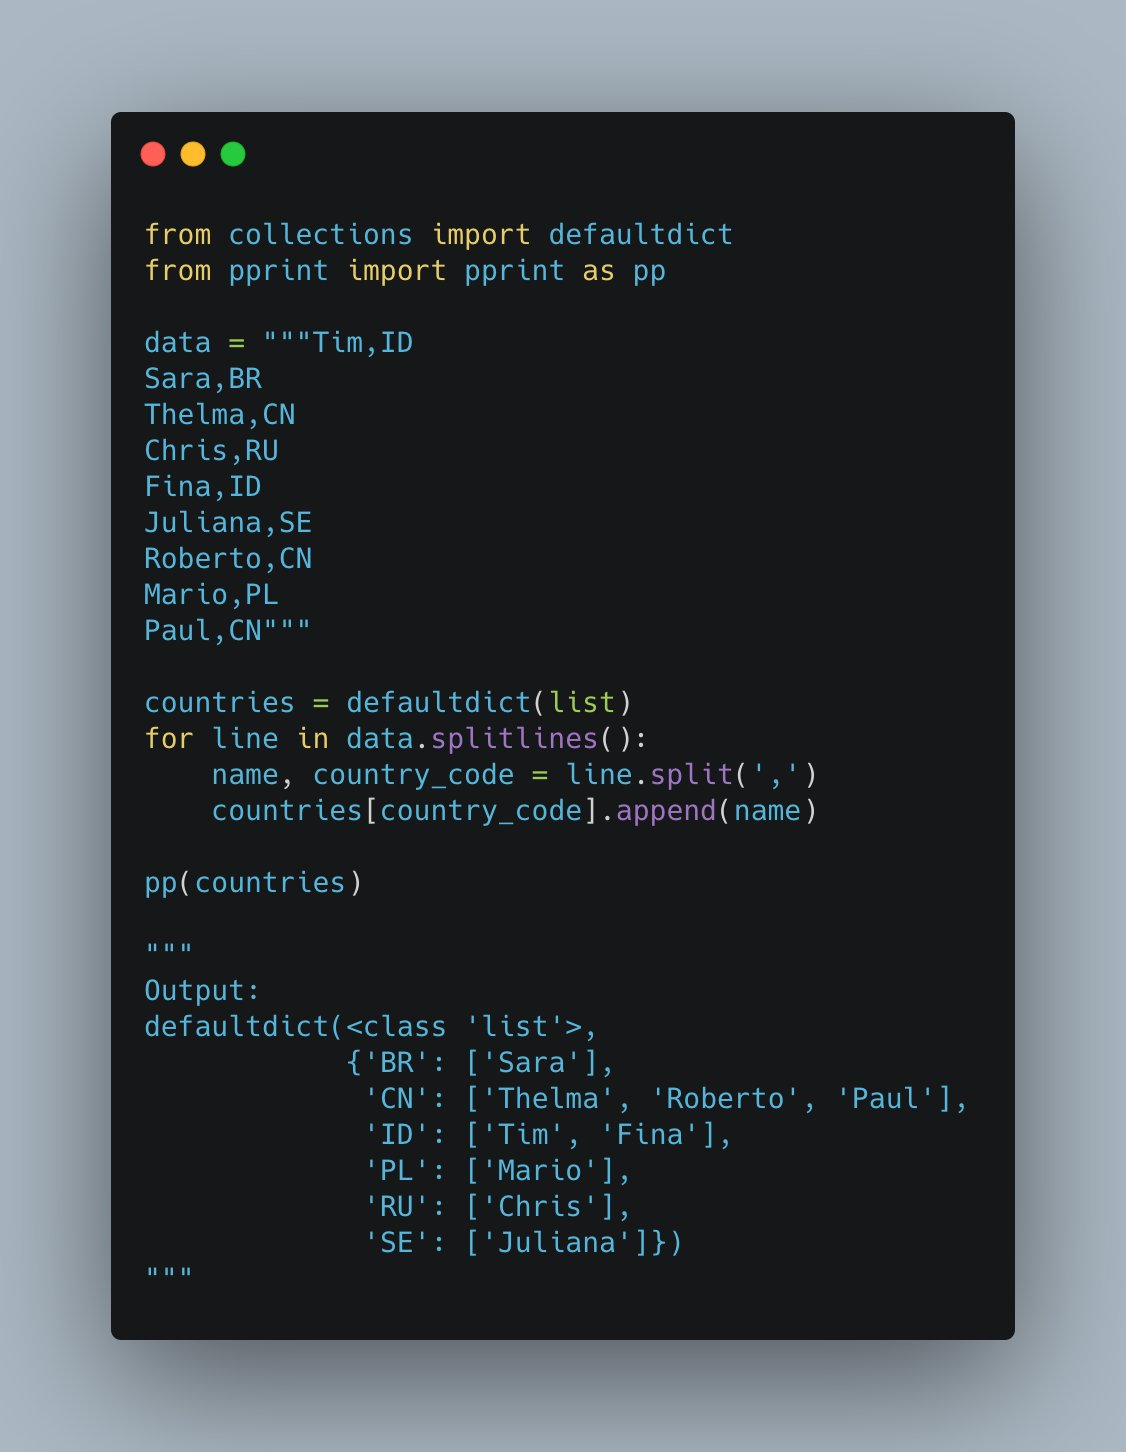 from collections import defaultdict
from pprint import pprint as pp

data = """Tim,ID
Sara,BR
Thelma,CN
Chris,RU
Fina,ID
Juliana,SE
Roberto,CN
Mario,PL
Paul,CN"""

countries = defaultdict(list)
for line in data.splitlines():
    name, country_code = line.split(',')
    countries[country_code].append(name)

pp(countries)

"""
Output:
defaultdict(<class 'list'>,
            {'BR': ['Sara'],
             'CN': ['Thelma', 'Roberto', 'Paul'],
             'ID': ['Tim', 'Fina'],
             'PL': ['Mario'],
             'RU': ['Chris'],
             'SE': ['Juliana']})
"""